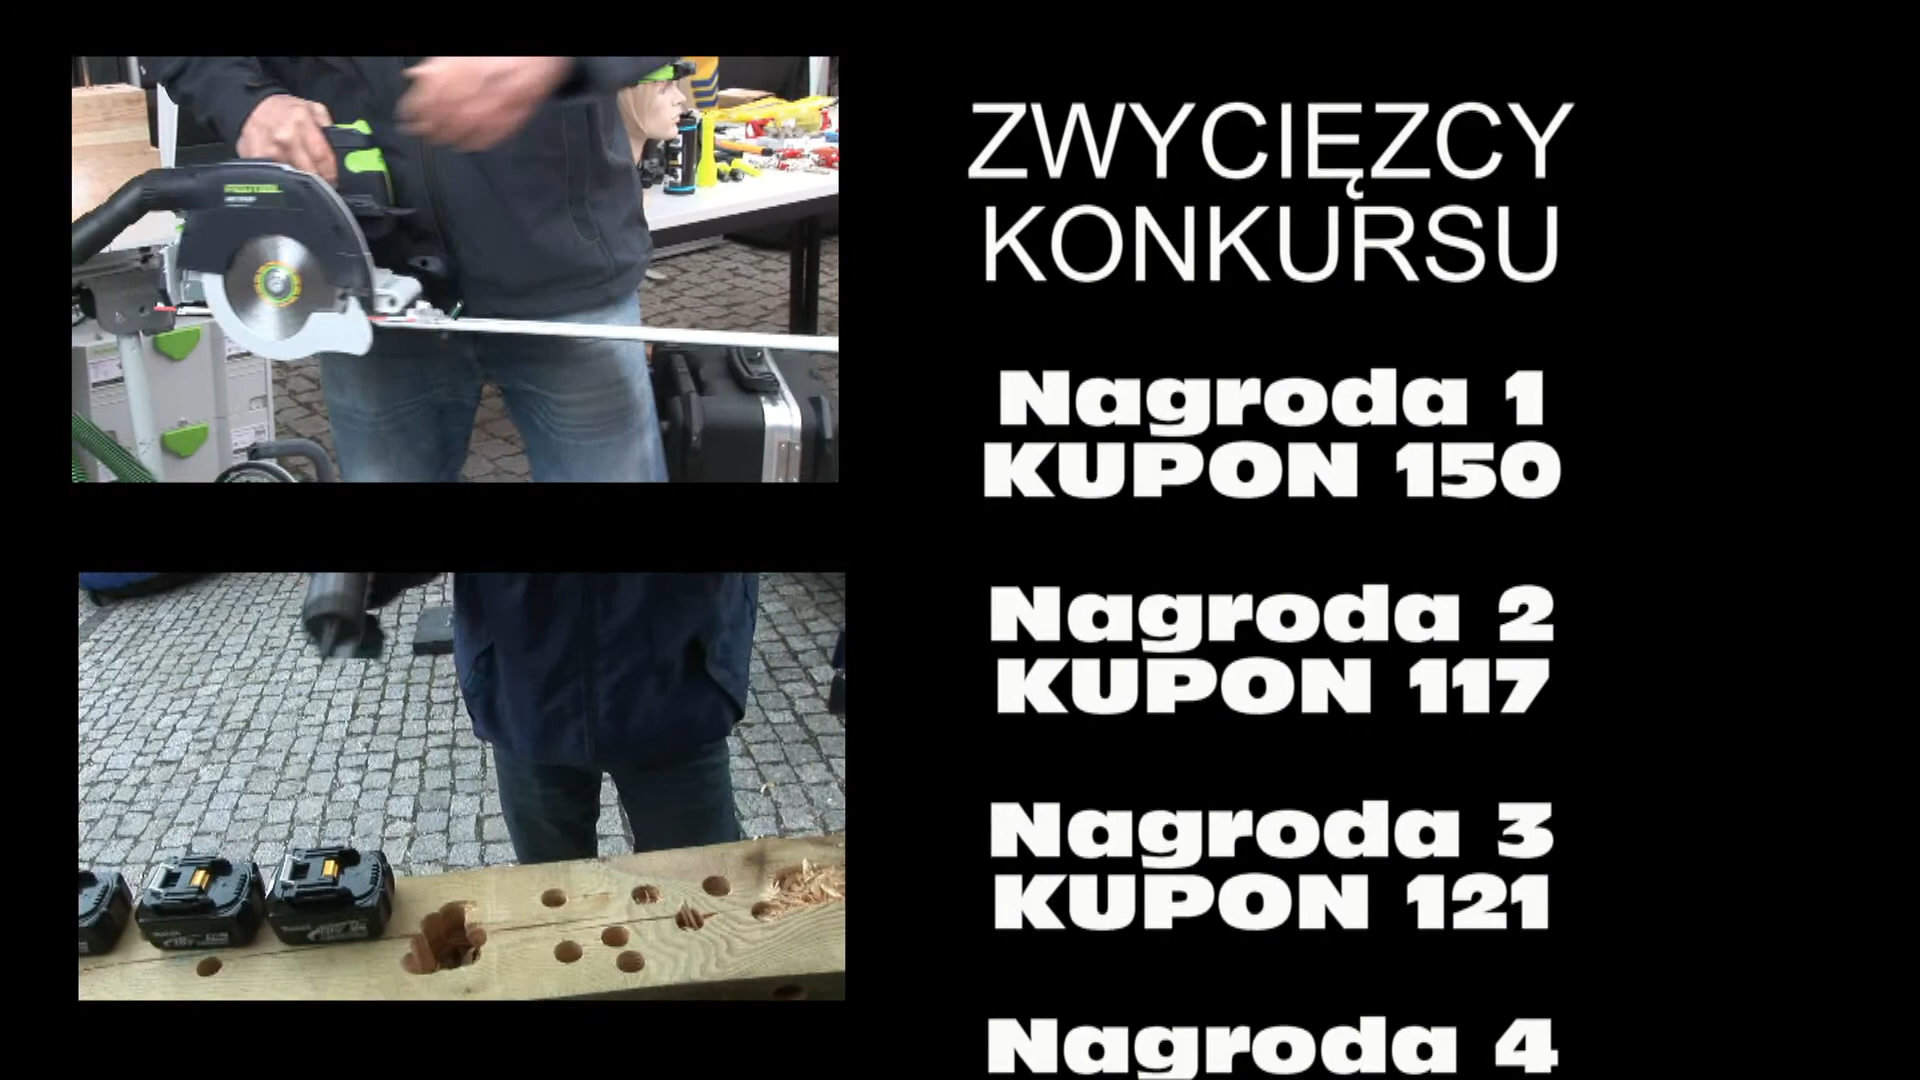 ZWYCIĘZCY
KONKURSU
Nagroda 1
KUPON 150
Nagroda 2
KUPON 117
Nagroda 3
KUPON 121
Nagroda 4